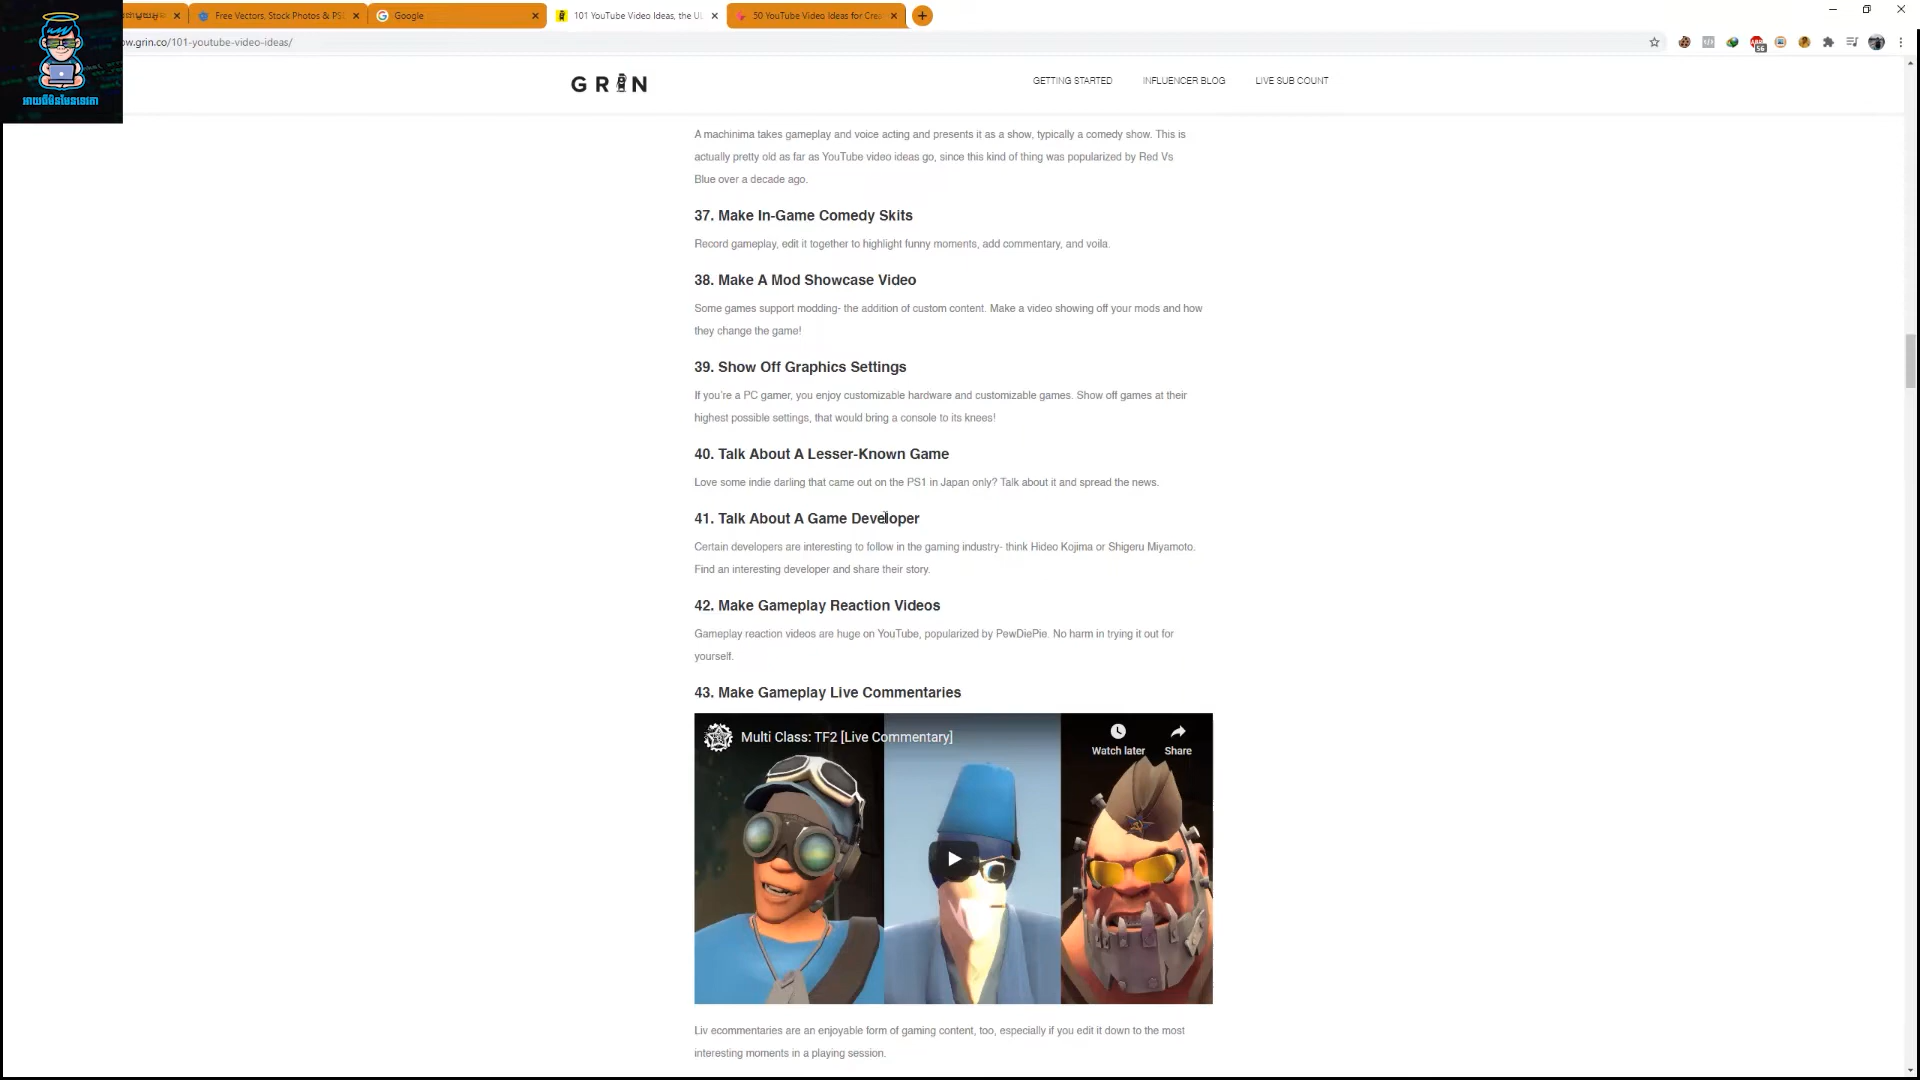 Free Vectors, Stock Photos & PS
Google
101 YouTube Video Ideas, the U
50 YouTube Video Ideas for Crea
ow.grin.co/101-youtube-video-ideas/
GRIN
GETTING STARTED
INFLUENCER BLOG
LIVE SUB COUNT
A machinima takes gameplay and voice acting and presents it as a show, typically a comedy show. This is
actually pretty old as far as YouTube video ideas go, since this kind of thing was popularized by Red Vs
Blue over a decade ago.
37. Make In-Game Comedy Skits
Record gameplay, edit it together to highlight funny moments, add commentary, and voila.
38. Make A Mod Showcase Video
Some games support modding- the addition of custom content. Make a video showing off your mods and how
they change the game!
39. Show Off Graphics Settings
If you're a PC gamer, you enjoy customizable hardware and customizable games. Show off games at their
highest possible settings, that would bring a console to its knees!
40. Talk About A Lesser-Known Game
Love some indie darling that came out on the PS1 in Japan only? Talk about it and spread the news.
41. Talk About A Game Developer
Certain developers are interesting to follow in the gaming industry- think Hideo Kojima or Shigeru Miyamoto.
Find an interesting developer and share their story.
42. Make Gameplay Reaction Videos
Gameplay reaction videos are huge on YouTube, popularized by PewDiePie. No harm in trying it out for
yourself.
43. Make Gameplay Live Commentaries
Multi Class: TF2 [Live Commentary]
Watch later
Share
Liv ecommentaries are an enjoyable form of gaming content, too, especially if you edit it down to the most
interesting moments in a playing session.